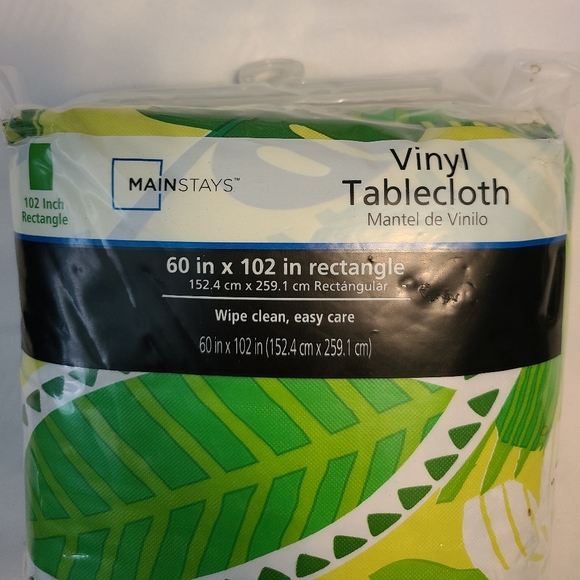 102 Inch
Rectangle
MAINSTAYS™
Vinyl
Tablecloth
Mantel de Vinilo
60 in x 102 in rectangle
152.4 cm x 259.1 cm Rectángular
Wipe clean, easy care
60 in x 102 in (152.4 cm x 259.1 cm)